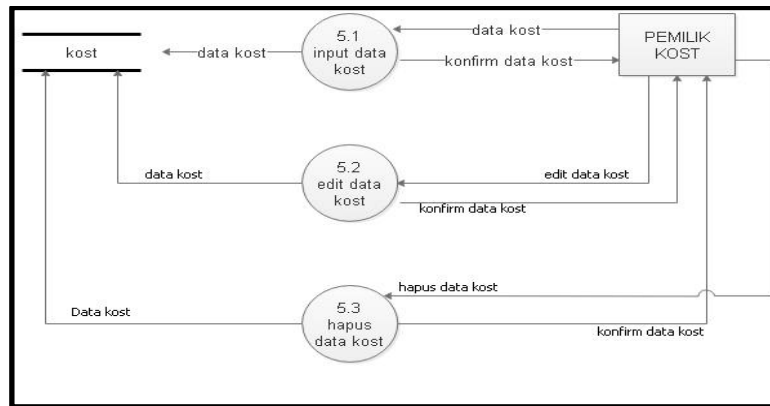 kost
data kost
5.1
input data
kost
data kost
konfirm data kost
PEMILIK
KOST
data kost
5.2
edit data
kost
edit data kost
konfirm data kost
Data kost
5.3
hapus
data kost
hapus data kost
konfirm data kost